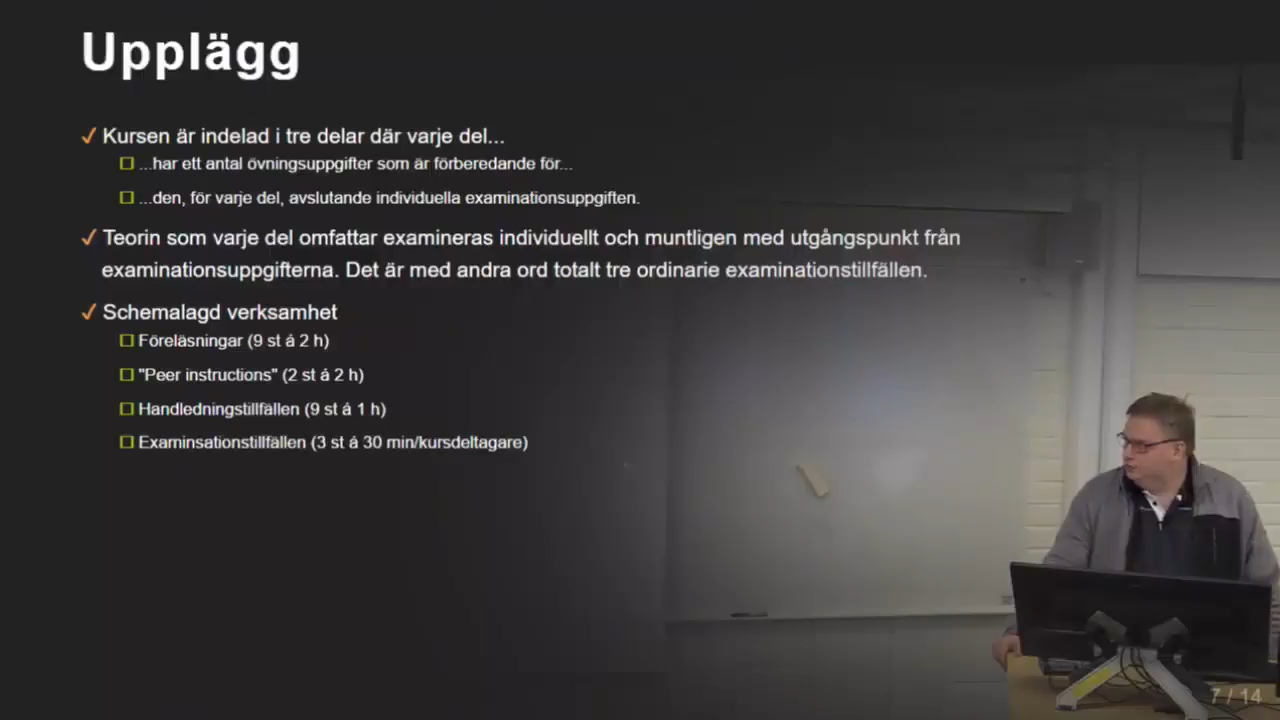 Upplägg
Kursen är indelad i tre delar där varje del...
...har ett antal övningsuppgifter som är förberedande för...
...den, för varje del, avslutande individuella examinationsuppgiften.
Teorin som varje del omfattar examineras individuellt och muntligen med utgångspunkt från
examinationsuppgifterna. Det är med andra ord totalt tre ordinarie examinationstillfällen.
Schemalagd verksamhet
Föreläsningar (9 st á 2 h)
"Peer instructions" (2 st á 2 h)
Handledningstillfällen (9 st á 1 h)
Examinsationstillfällen (3 st á 30 min/kursdeltagare)
7 / 14